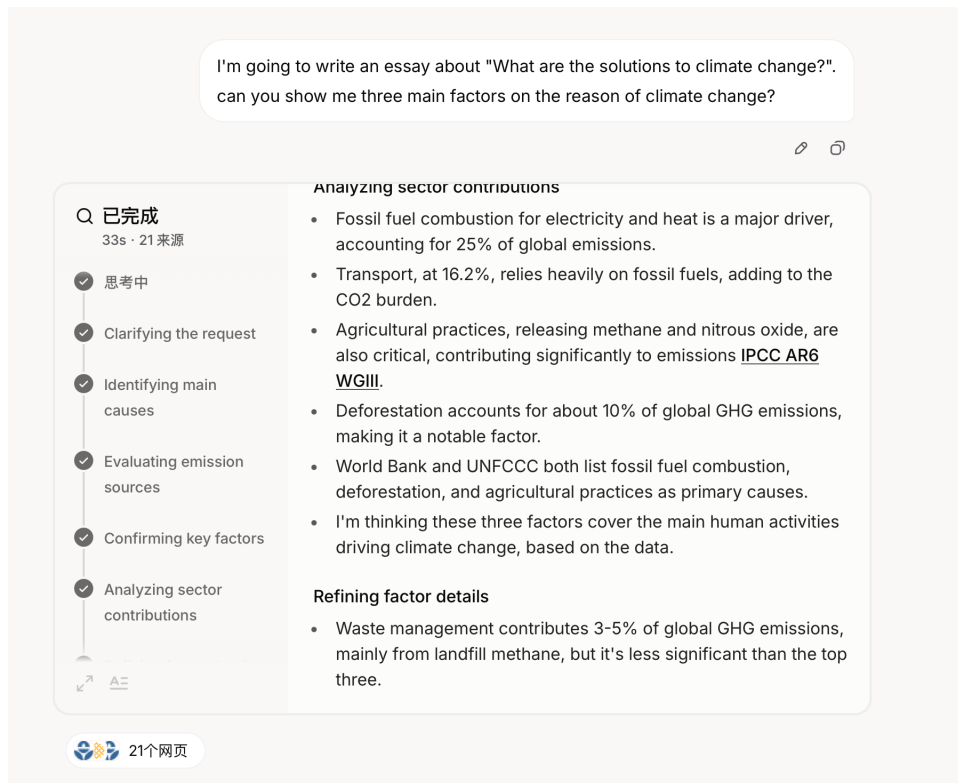 I'm going to write an essay about "What are the solutions to climate change?".
can you show me three main factors on the reason of climate change?
已完成
33s · 21 来源
思考中
Clarifying the request
Identifying main
causes
Evaluating emission
sources
Confirming key factors
Analyzing sector
contributions
Analyzing sector contributions
• Fossil fuel combustion for electricity and heat is a major driver,
accounting for 25% of global emissions.
• Transport, at 16.2%, relies heavily on fossil fuels, adding to the
CO2 burden.
• Agricultural practices, releasing methane and nitrous oxide, are
also critical, contributing significantly to emissions IPCC AR6
WGIII.
• Deforestation accounts for about 10% of global GHG emissions,
making it a notable factor.
• World Bank and UNFCCC both list fossil fuel combustion,
deforestation, and agricultural practices as primary causes.
• I'm thinking these three factors cover the main human activities
driving climate change, based on the data.
Refining factor details
• Waste management contributes 3-5% of global GHG emissions,
mainly from landfill methane, but it's less significant than the top
three.
A
21个网页